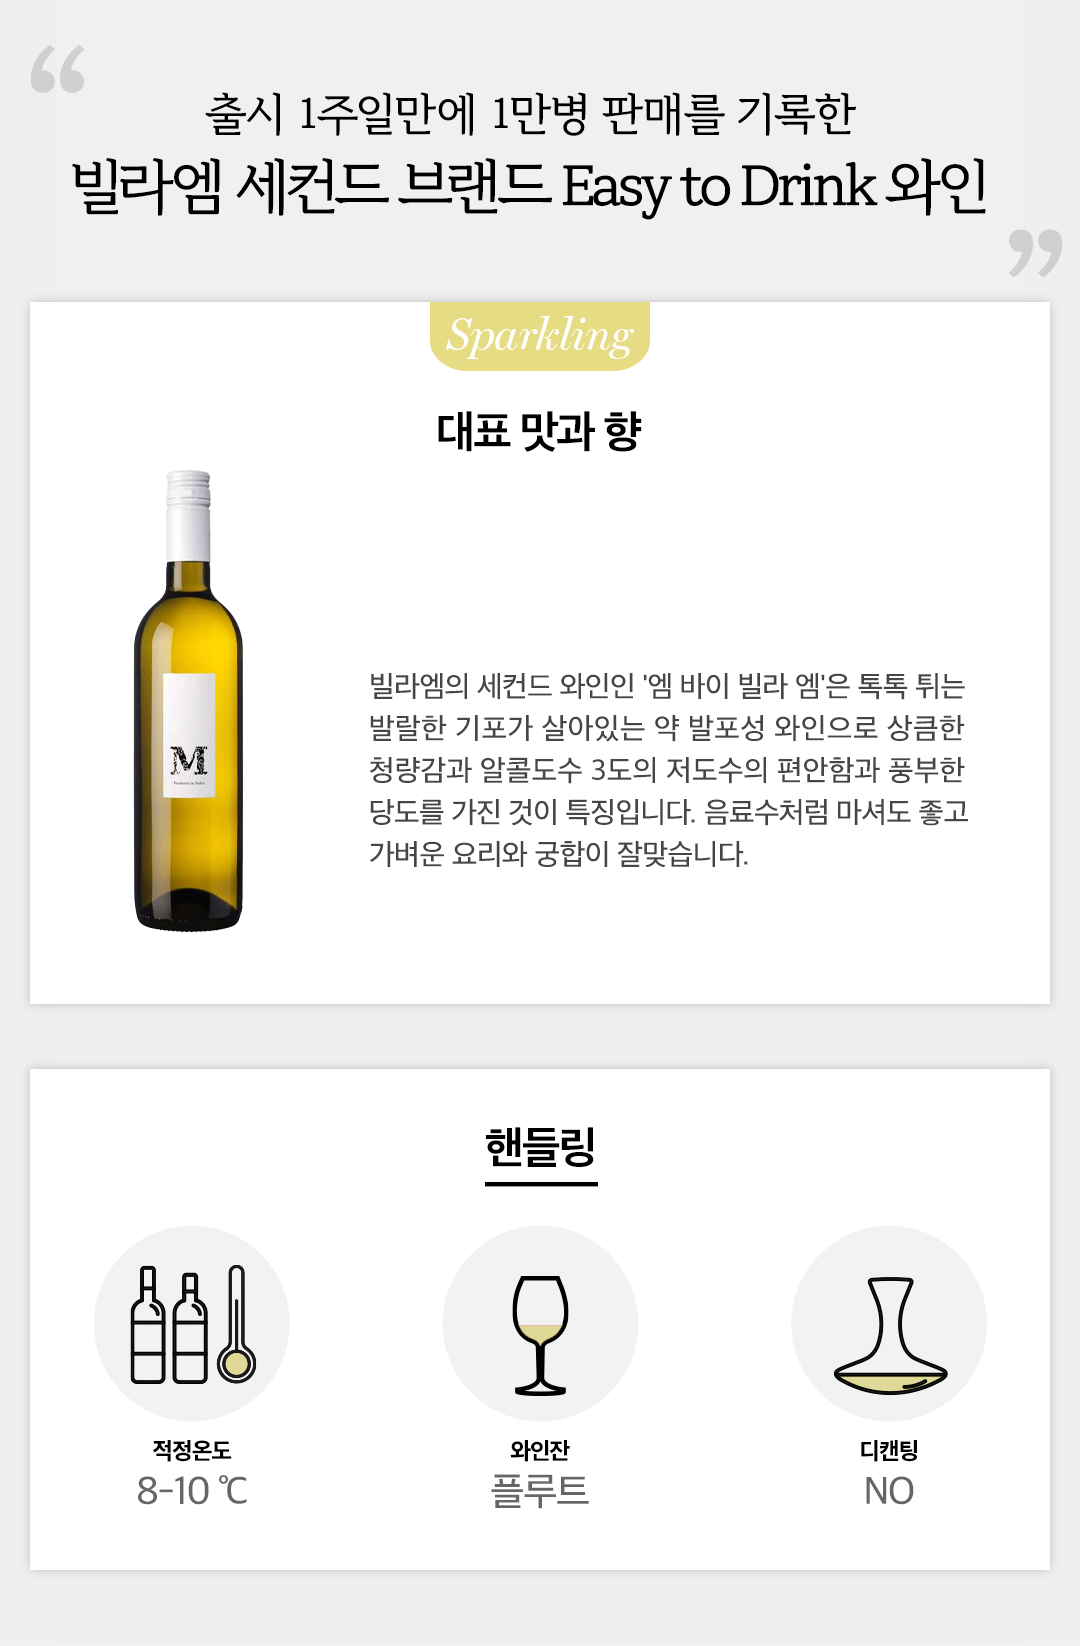 “
출시 1주일만에 1만병 판매를 기록한
빌라엠 세컨드 브랜드 Easy to Drink 와인
”
Sparkling
대표 맛과 향
M
빌라엠의 세컨드 와인인 '엠 바이 빌라 엠'은 톡톡 튀는
발랄한 기포가 살아있는 약 발포성 와인으로 상큼한
청량감과 알콜도수 3도의 저도수의 편안함과 풍부한
당도를 가진 것이 특징입니다. 음료수처럼 마셔도 좋고
가벼운 요리와 궁합이 잘맞습니다.
핸들링
적정온도
8-10 ℃
와인잔
플루트
디캔팅
NO